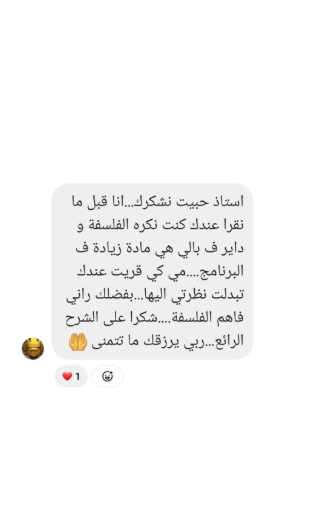 استاذ حبيت نشكرك...انا قبل ما
نقرا عندك كنت نكره الفلسفة و
داير ف بالي هي مادة زيادة ف
البرنامج....مي كي قريت عندك
تبدلت نظرتي اليها...بفضلك راني
فاهم الفلسفة....شكرا على الشرح
الرائع...ربي يرزقك ما تتمنى 🤲
❤️ 1